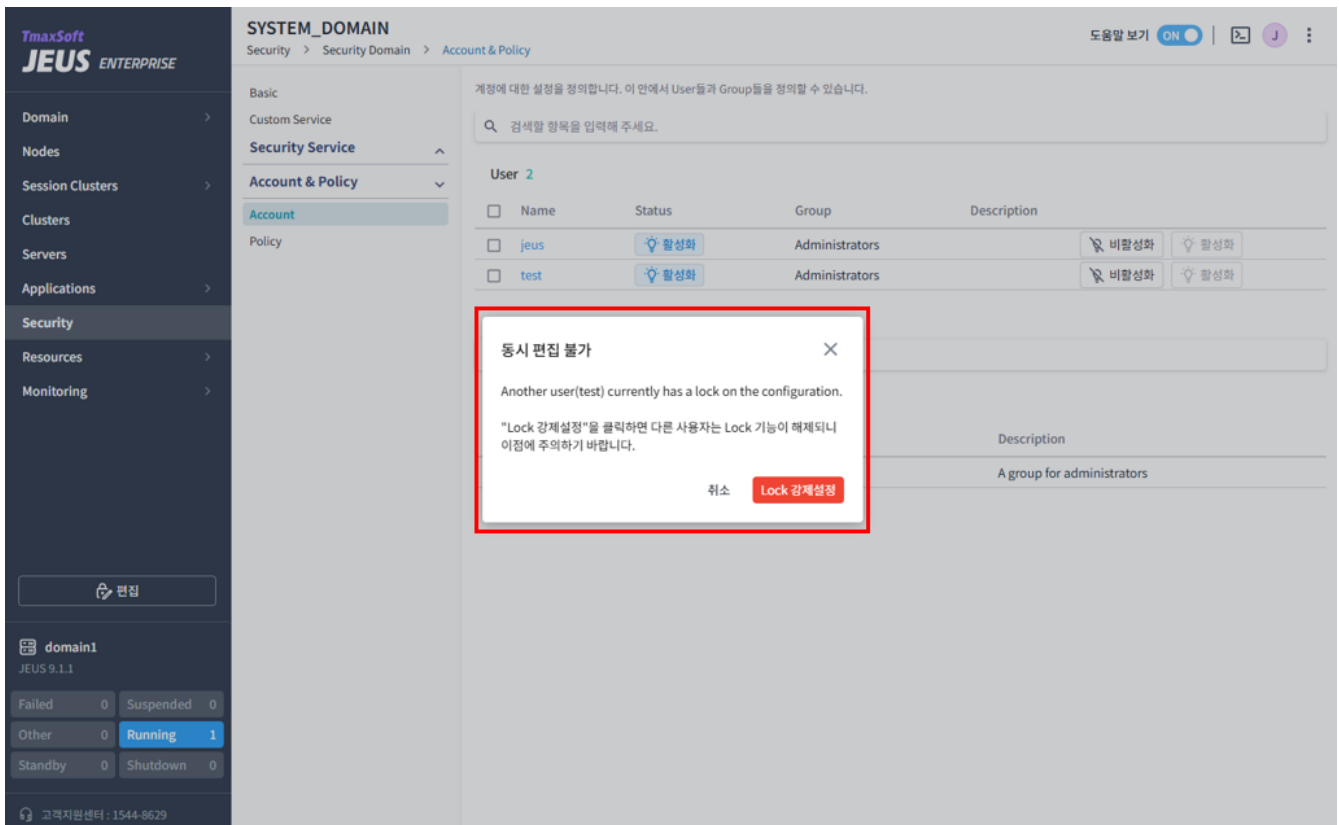 TmaxSoft
JEUS ENTERPRISE
Domain
Nodes
Session Clusters
Clusters
Servers
Applications
Security
Resources
Monitoring
편집
domain1
JEUS 9.1.1
Failed 0 Suspended 0
Other 0 Running 1
Standby 0 Shutdown 0
고객지원센터 : 1544-8629
SYSTEM_DOMAIN
Security > Security Domain > Account & Policy
도움말 보기 ON J
Basic
Custom Service
Security Service
Account & Policy
Account
Policy
계정에 대한 설정을 정의합니다. 이 안에서 User들과 Group들을 정의할 수 있습니다.
검색할 항목을 입력해 주세요.
User 2
Name Status Group Description
jeus 활성화 Administrators 비활성화 활성화
test 활성화 Administrators 비활성화 활성화
동시 편집 불가
Another user(test) currently has a lock on the configuration.
"Lock 강제설정"을 클릭하면 다른 사용자는 Lock 기능이 해제되니
이점에 주의하기 바랍니다.
취소 Lock 강제설정
Description
A group for administrators